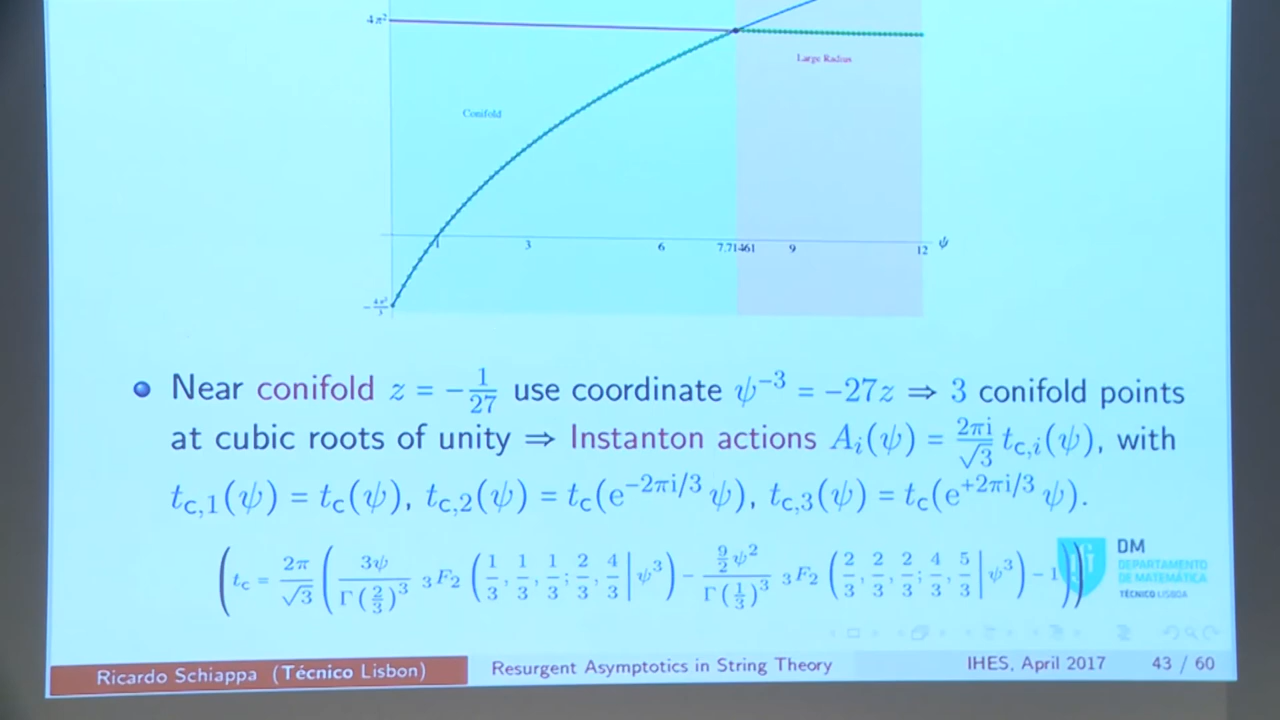 4π²
Large Radius
Conifold
1 3 6 7.71461 9 12 ψ
-4π²/3
Near conifold z = −1/27 use coordinate ψ⁻³ = −27z ⇒ 3 conifold points
at cubic roots of unity ⇒ Instanton actions Aᵢ(ψ) = 2πi/√3 t_c,i(ψ), with
t_c,1(ψ) = t_c(ψ), t_c,2(ψ) = t_c(e^{−2πi/3} ψ), t_c,3(ψ) = t_c(e^{+2πi/3} ψ).
(t_c = 2π/√3 (3ψ/Γ(2/3)³ ₃F₂(1/3, 1/3, 1/3; 2/3, 4/3 | ψ³) − 9/2 ψ²/Γ(1/3)³ ₃F₂(2/3, 2/3, 2/3; 4/3, 5/3 | ψ³) − 1))
DM
DEPARTAMENTO
DE MATEMÁTICA
TÉCNICO LISBOA
Ricardo Schiappa (Técnico Lisbon) Resurgent Asymptotics in String Theory IHES, April 2017 43 / 60